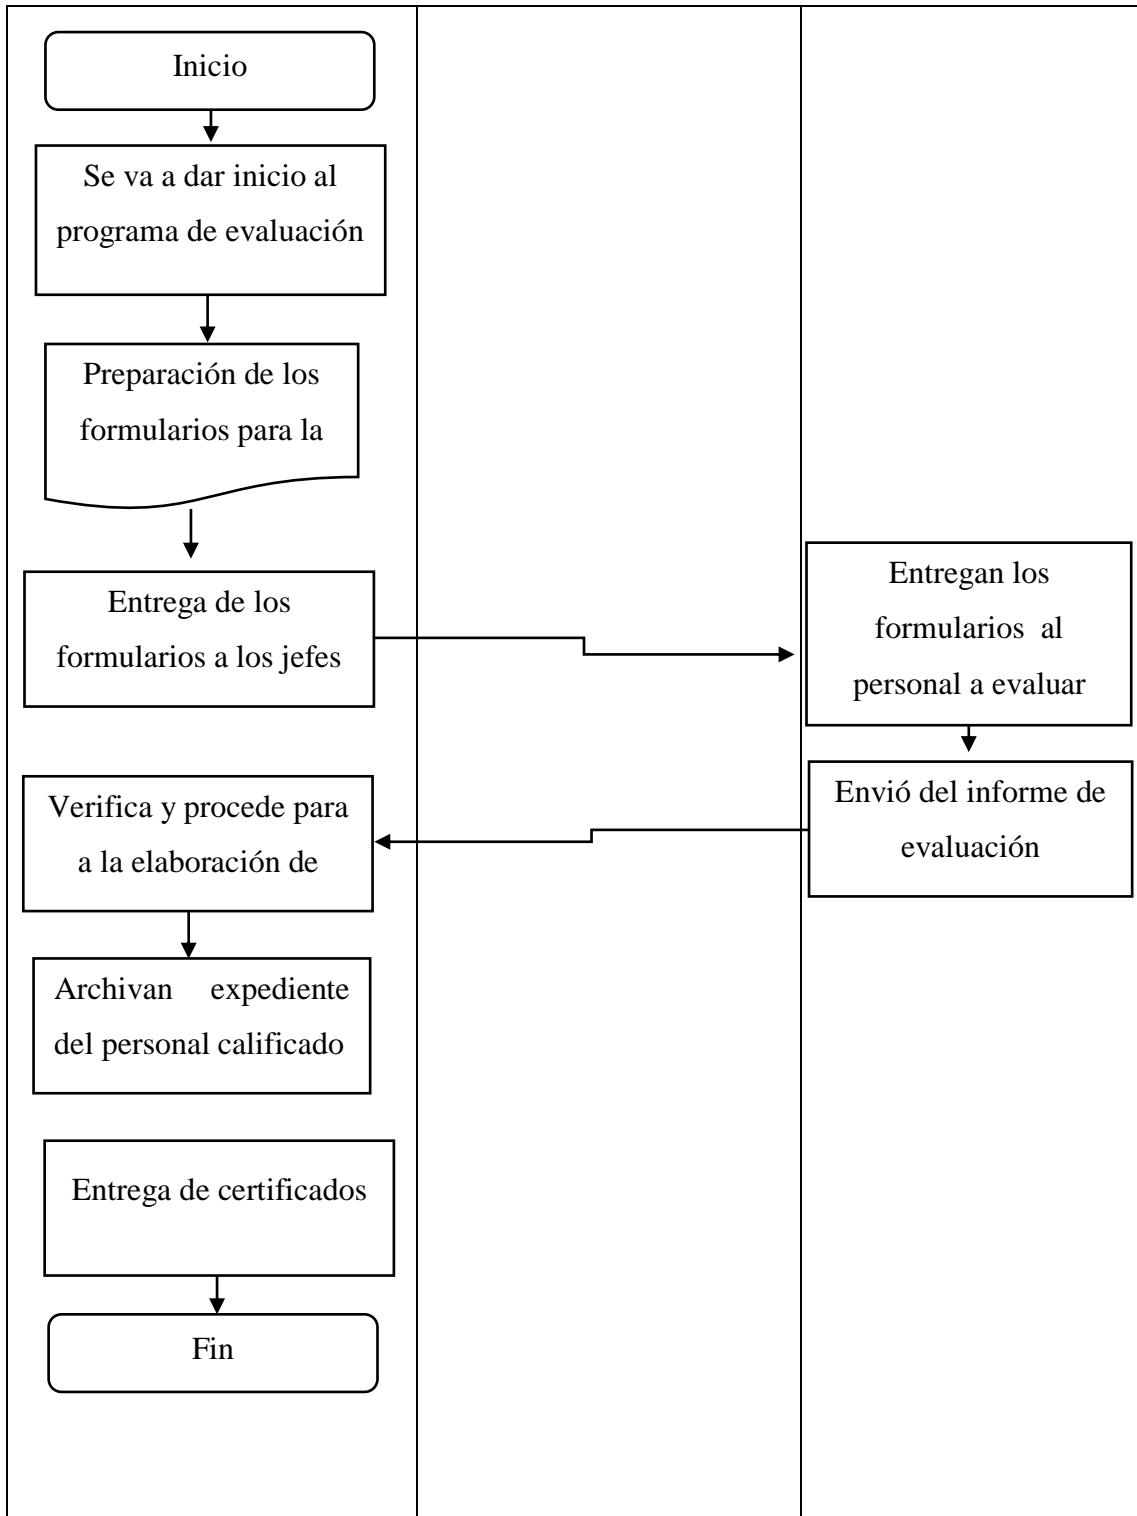 Inicio
Se va a dar inicio al
programa de evaluación
Preparación de los
formularios para la
Entrega de los
formularios a los jefes
Entregan los
formularios al
personal a evaluar
Envió del informe de
evaluación
Verifica y procede para
a la elaboración de
Archivan expediente
del personal calificado
Entrega de certificados
Fin